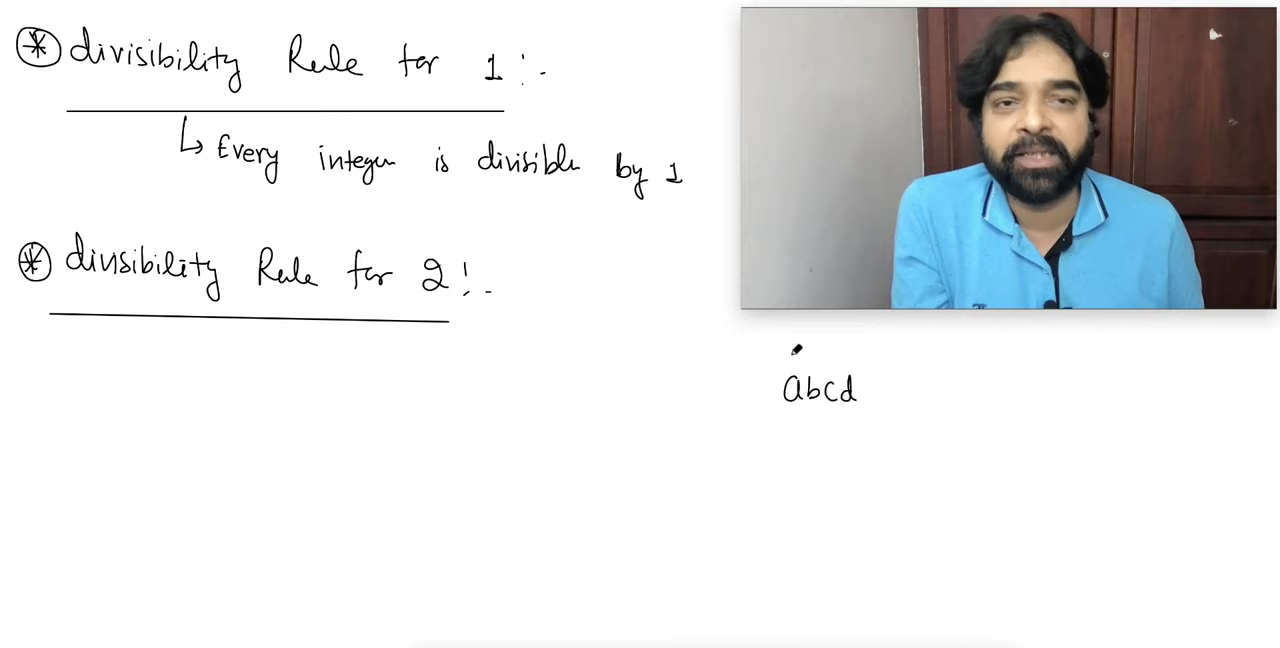 * divisibility Rule for 1:-
↳ Every integer is divisible by 1
* divisibility Rule for 2:-
abcd